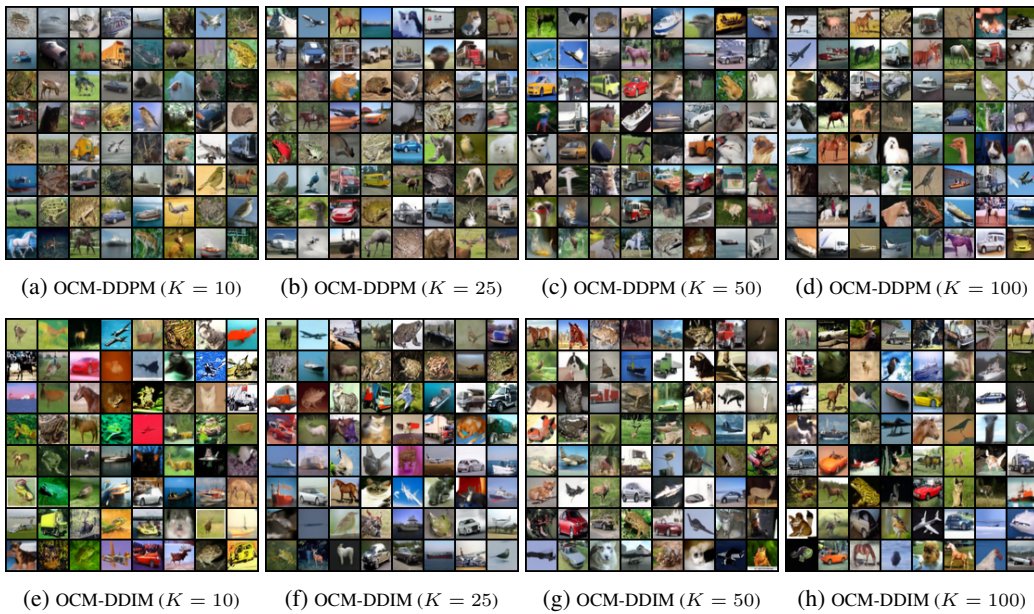 (a) OCM-DDPM (K = 10)
(b) OCM-DDPM (K = 25)
(c) OCM-DDPM (K = 50)
(d) OCM-DDPM (K = 100)
(e) OCM-DDIM (K = 10)
(f) OCM-DDIM (K = 25)
(g) OCM-DDIM (K = 50)
(h) OCM-DDIM (K = 100)